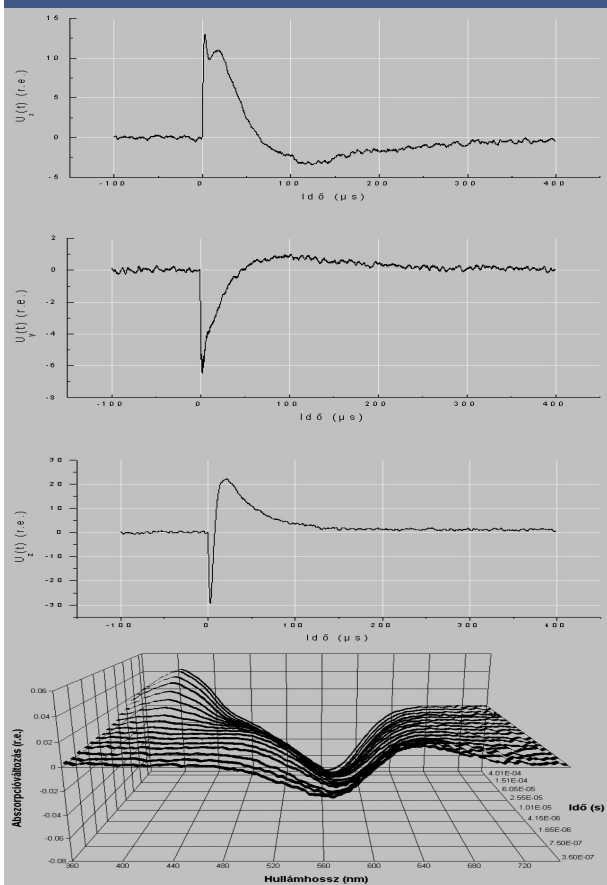 15
10
5
0
-5
-100 0 100 200 300 400
Idő (µs)
U (t) (r.e.)
x
2
0
-2
-4
-6
-8
-100 0 100 200 300 400
Idő (µs)
U (t) (r.e.)
y
30
20
10
0
-10
-20
-30
-100 0 100 200 300 400
Idő (µs)
U (t) (r.e.)
z
0.06
0.04
0.02
0
-0.02
-0.04
-0.06
-0.08
Abszorpcióváltozás (r.e.)
360 400 440 480 520 560 600 640 680 720
Hullámhossz (nm)
4.01E-04
1.51E-04
6.05E-05
2.55E-05
1.01E-05
4.15E-06
1.65E-06
7.50E-07
3.50E-07
Idő (s)